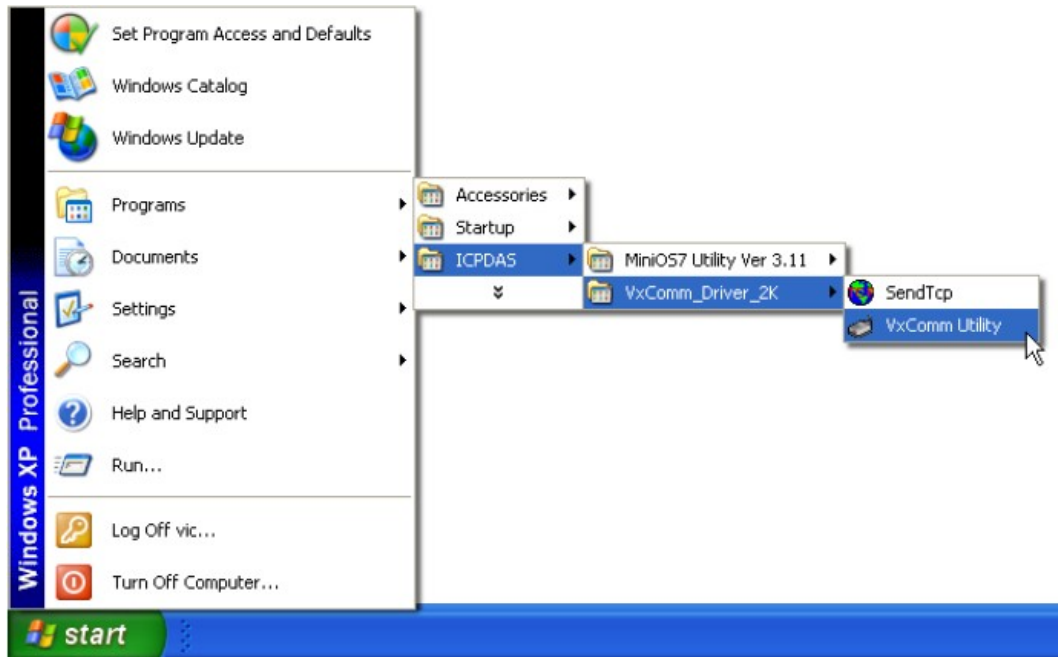 Set Program Access and Defaults
Windows Catalog
Windows Update
Programs
Documents
Settings
Search
Help and Support
Run...
Log Off vic...
Turn Off Computer...
Windows XP Professional
start
Accessories
Startup
ICPDAS
MiniOS7 Utility Ver 3.11
VxComm_Driver_2K
SendTcp
VxComm Utility